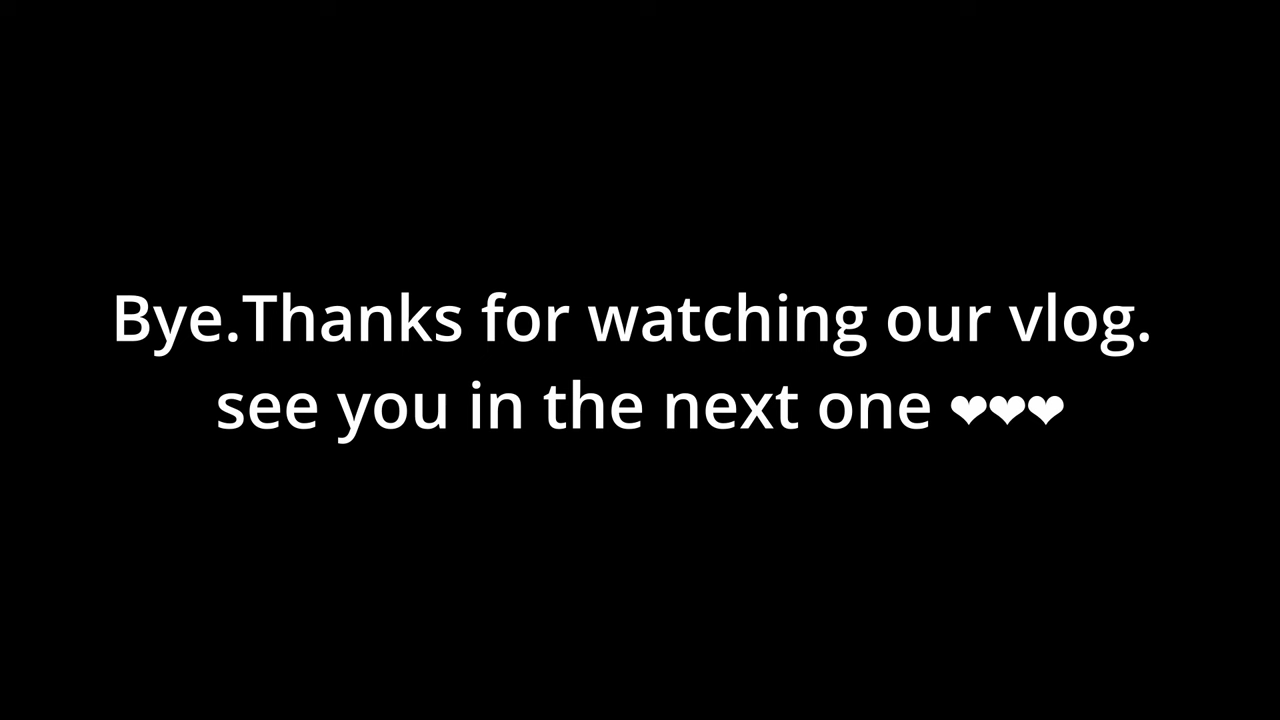 Bye.Thanks for watching our vlog.
see you in the next one ❤❤❤